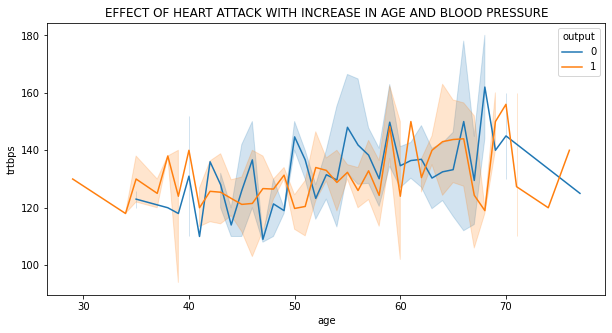 EFFECT OF HEART ATTACK WITH INCREASE IN AGE AND BLOOD PRESSURE
output
0
1
180
160
140
120
100
trtbps
30 40 50 60 70
age